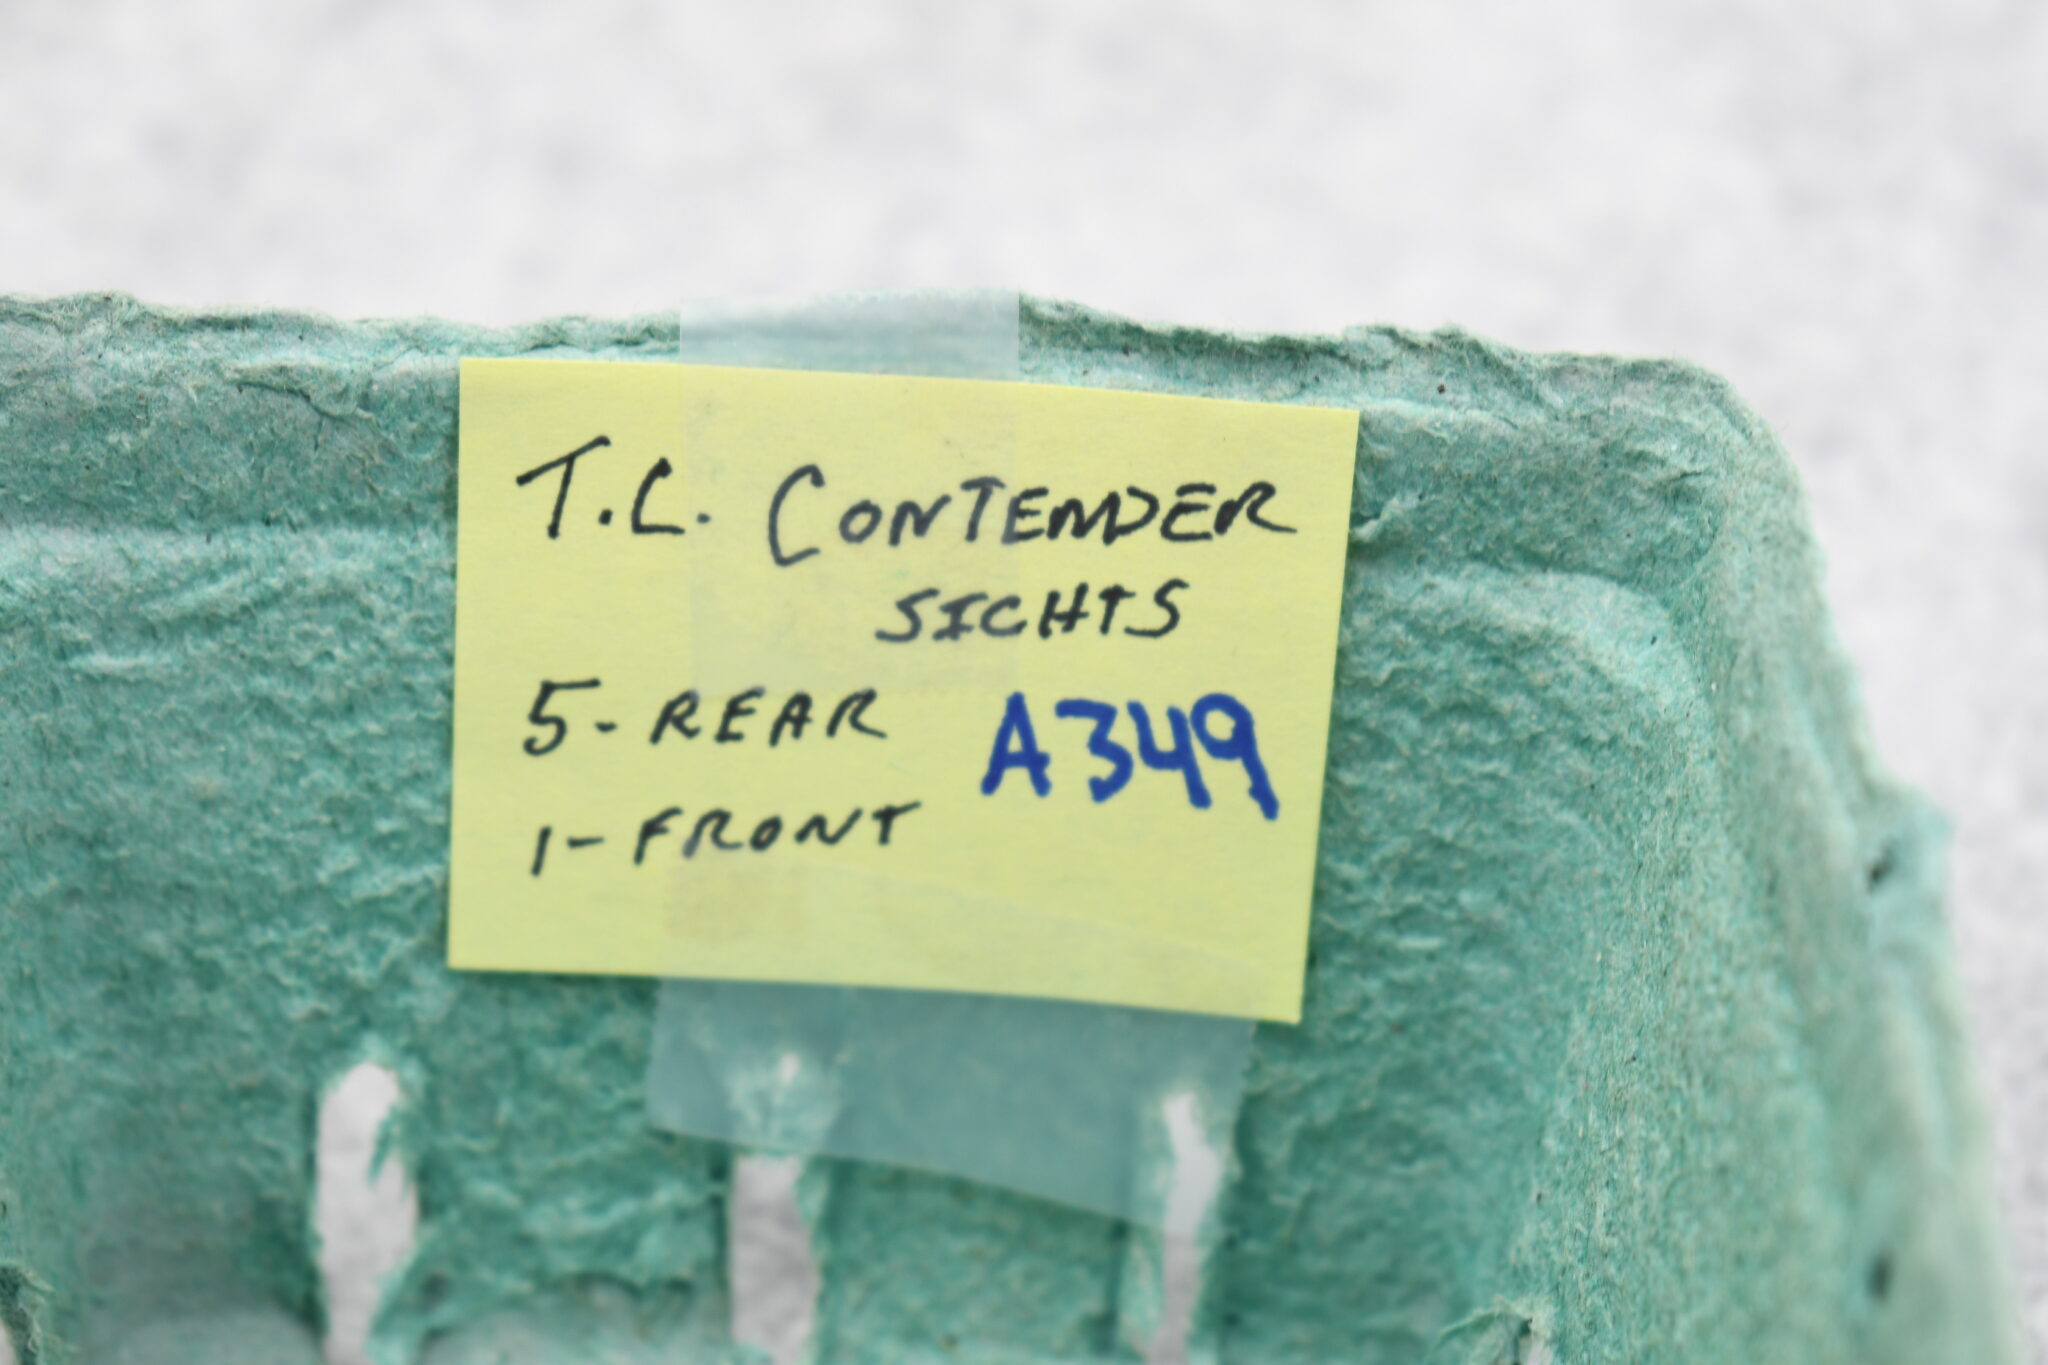 T.C. CONTENDER
SIGHTS
5- REAR A349
1- FRONT